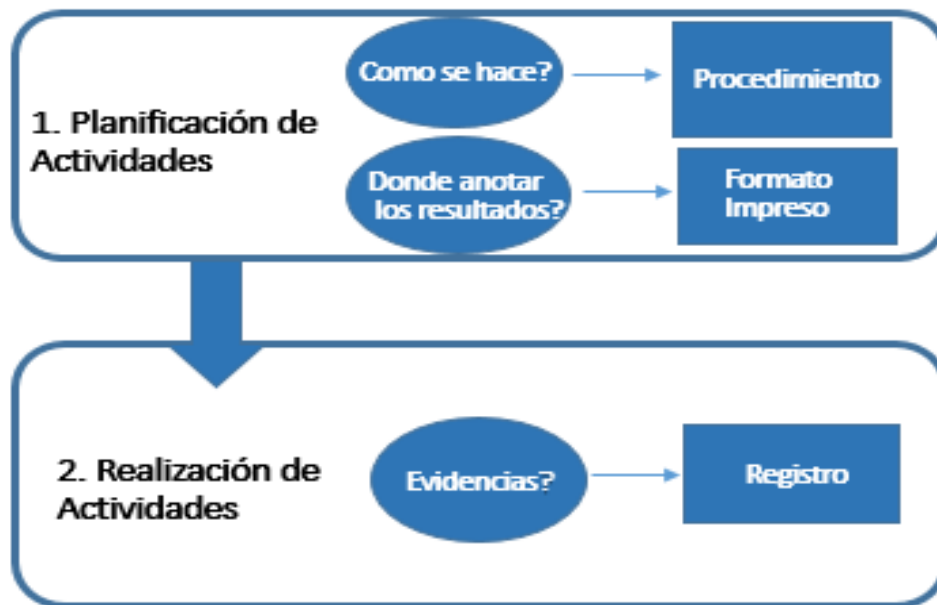 Como se hace?
Procedimiento
1. Planificación de
Actividades
Donde anotar
los resultados?
Formato
Impreso
2. Realización de
Actividades
Evidencias?
Registro